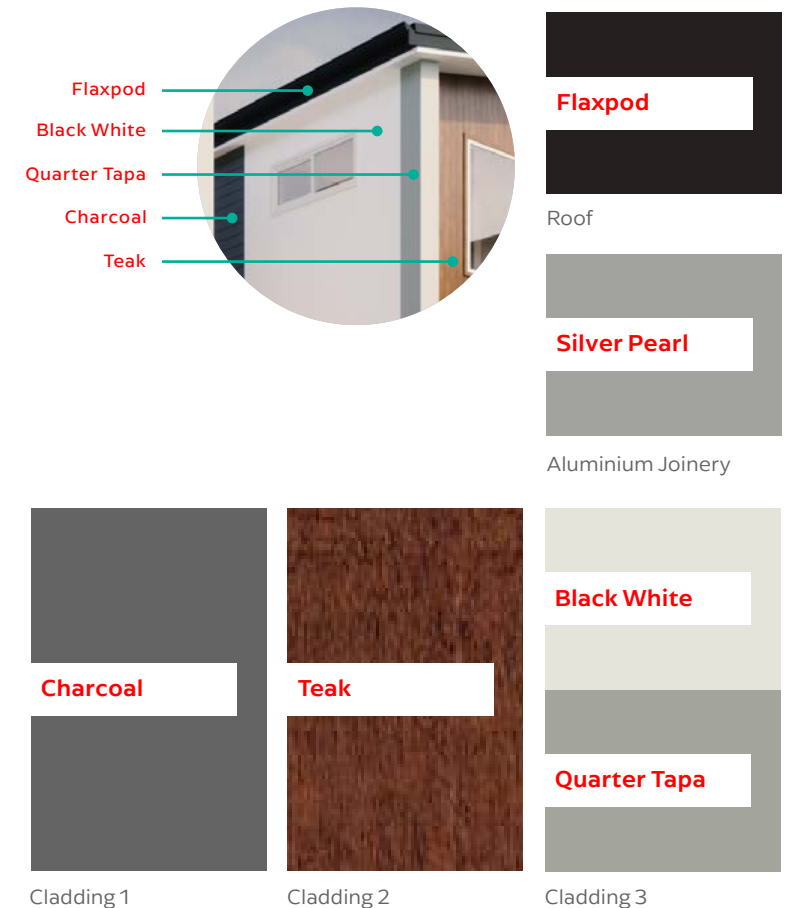 Flaxpod
Black White
Quarter Tapa
Charcoal
Teak
Flaxpod
Roof
Silver Pearl
Aluminium Joinery
Charcoal
Cladding 1
Teak
Cladding 2
Black White
Quarter Tapa
Cladding 3